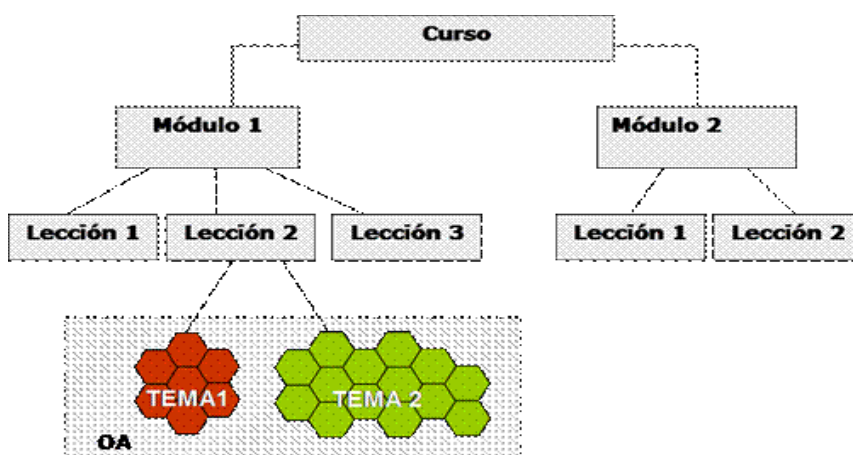 Curso
Módulo 1
Módulo 2
Lección 1
Lección 2
Lección 3
Lección 1
Lección 2
TEMA1
TEMA 2
OA